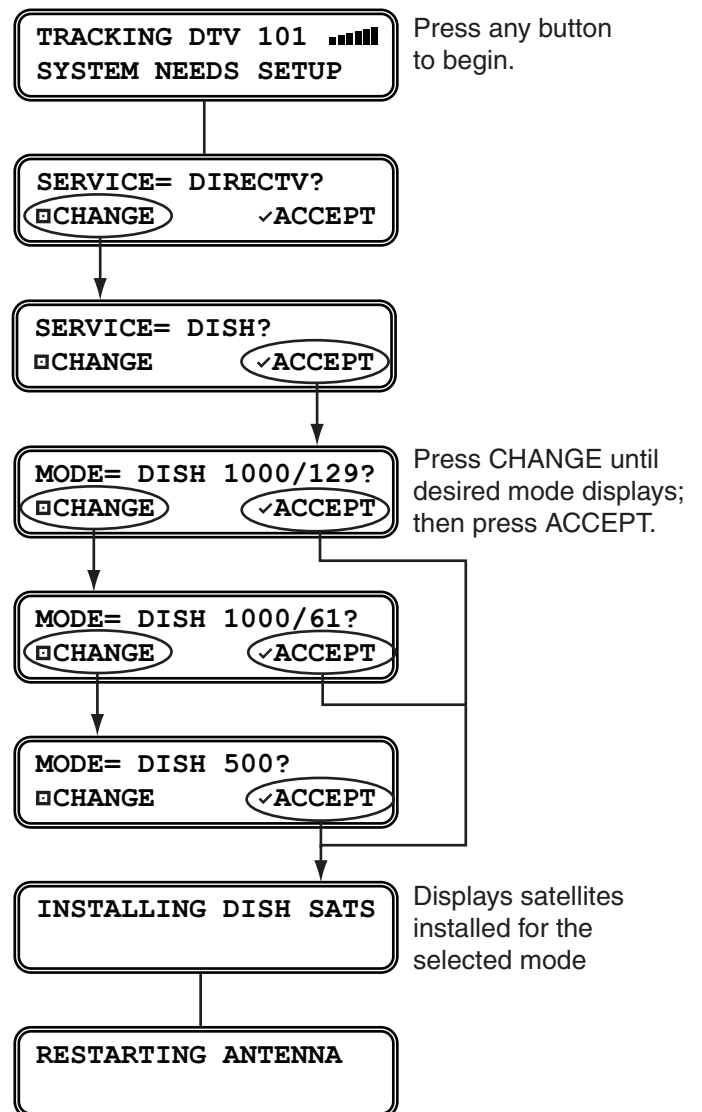 TRACKING DTV 101
SYSTEM NEEDS SETUP
Press any button
to begin.
SERVICE= DIRECTV?
CHANGE ✓ACCEPT
SERVICE= DISH?
CHANGE ✓ACCEPT
MODE= DISH 1000/129?
CHANGE ✓ACCEPT
Press CHANGE until
desired mode displays;
then press ACCEPT.
MODE= DISH 1000/61?
CHANGE ✓ACCEPT
MODE= DISH 500?
CHANGE ✓ACCEPT
INSTALLING DISH SATS
Displays satellites
installed for the
selected mode
RESTARTING ANTENNA